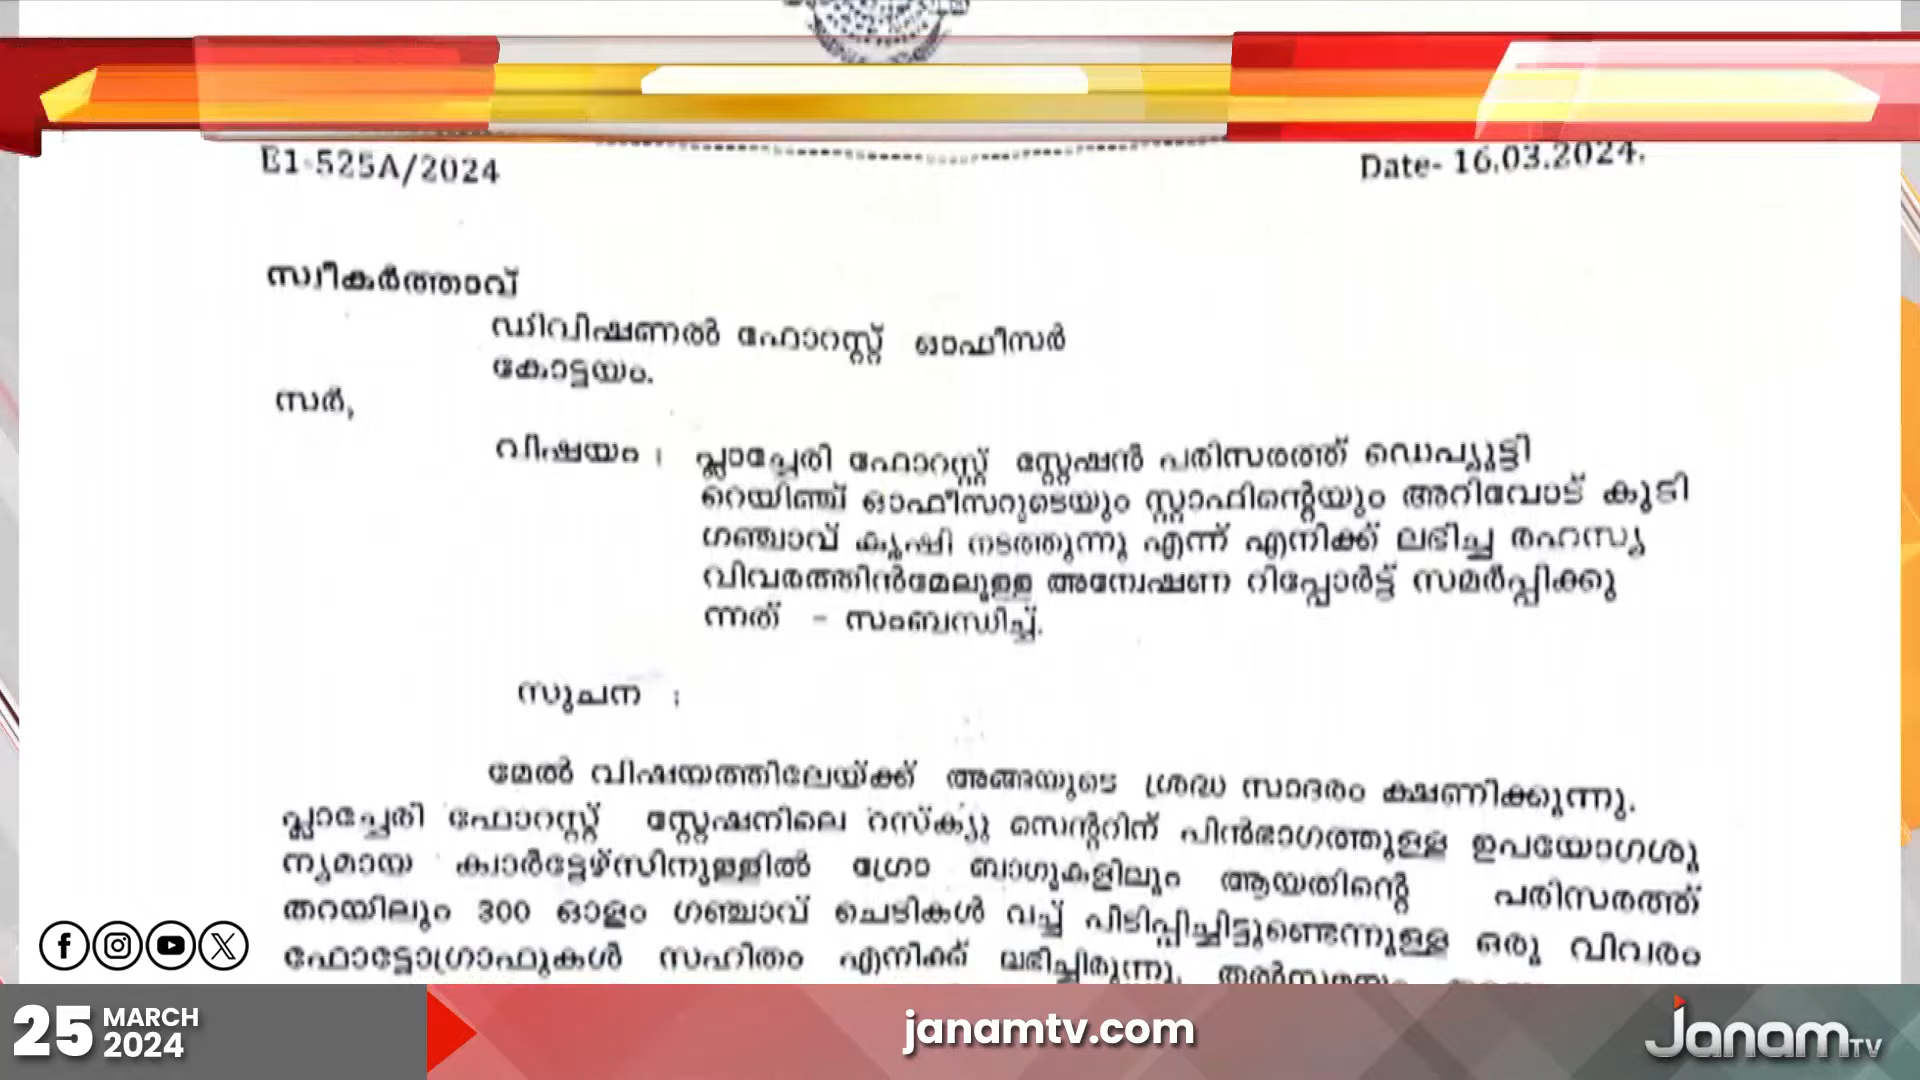 E1-525A/2024
Date- 16.03.2024.
സ്വീകർത്താവ്
ഡിവിഷണൽ ഫോറസ്റ്റ് ഓഫീസർ
കോട്ടയം.
സർ,
വിഷയം : പ്ലാച്ചേരി ഫോറസ്റ്റ് സ്റ്റേഷൻ പരിസരത്ത് ഡെപ്യൂട്ടി
റെയിഞ്ച് ഓഫീസറുടെയും സ്റ്റാഫിന്റെയും അറിവോട് കൂടി
ഗഞ്ചാവ് കൃഷി നടത്തുന്നു എന്ന് എനിക്ക് ലഭിച്ച രഹസ്യ
വിവരത്തിൻമേലുള്ള അന്വേഷണ റിപ്പോർട്ട് സമർപ്പിക്കു
ന്നത് - സംബന്ധിച്ച്.
സൂചന :
മേൽ വിഷയത്തിലേയ്ക്ക് അങ്ങയുടെ ശ്രദ്ധ സാദരം ക്ഷണിക്കുന്നു.
പ്ലാച്ചേരി ഫോറസ്റ്റ് സ്റ്റേഷനിലെ റസ്ക്യു സെന്ററിന് പിൻഭാഗത്തുള്ള ഉപയോഗശൂ
ന്യമായ ക്വാർട്ടേഴ്സിനുള്ളിൽ ഗ്രോ ബാഗുകളിലും ആയതിന്റെ പരിസരത്ത്
തറയിലും 300 ഓളം ഗഞ്ചാവ് ചെടികൾ വച്ച് പിടിപ്പിച്ചിട്ടുണ്ടെന്നുള്ള ഒരു വിവരം
ഫോട്ടോഗ്രാഫുകൾ സഹിതം എനിക്ക് ലഭിച്ചിരുന്നു.
25 MARCH
2024
janamtv.com
Janam TV